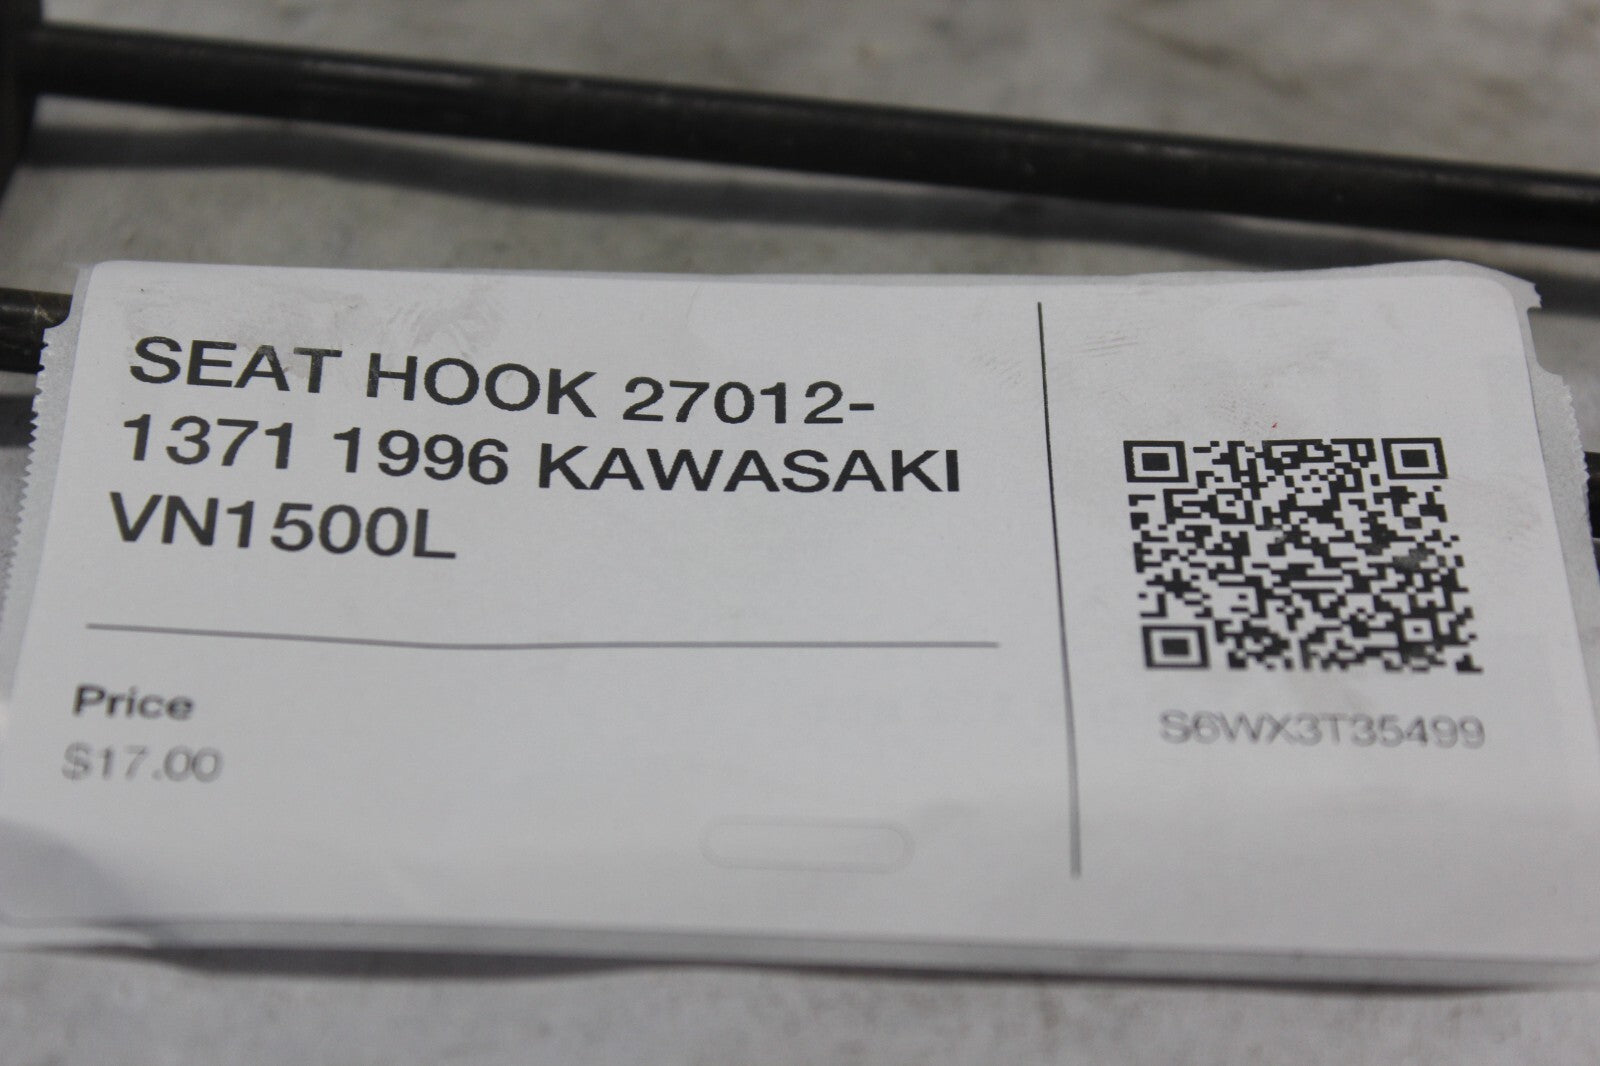 SEAT HOOK 27012-
1371 1996 KAWASAKI
VN1500L
Price
$17.00
S6WX3T35499